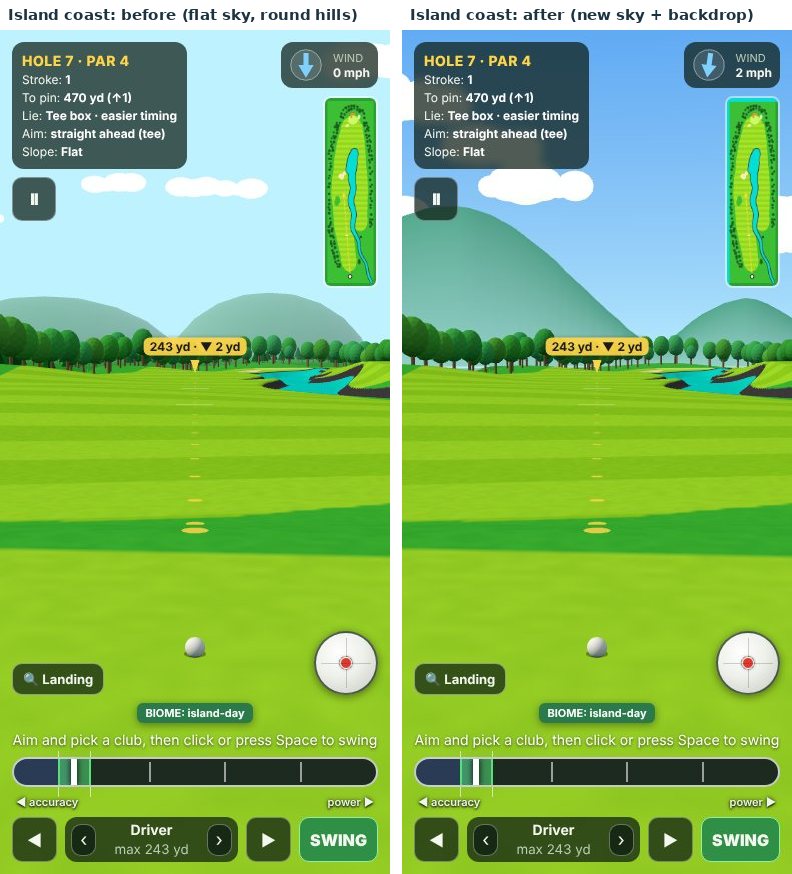 Island coast: before (flat sky, round hills)
HOLE 7 · PAR 4
Stroke: 1
To pin: 470 yd (↑1)
Lie: Tee box · easier timing
Aim: straight ahead (tee)
Slope: Flat
WIND
0 mph
243 yd · ▼ 2 yd
🔍 Landing
BIOME: island-day
Aim and pick a club, then click or press Space to swing
◀ accuracy
power ▶
◀
‹
Driver
max 243 yd
›
▶
SWING
Island coast: after (new sky + backdrop)
HOLE 7 · PAR 4
Stroke: 1
To pin: 470 yd (↑1)
Lie: Tee box · easier timing
Aim: straight ahead (tee)
Slope: Flat
WIND
2 mph
243 yd · ▼ 2 yd
🔍 Landing
BIOME: island-day
Aim and pick a club, then click or press Space to swing
◀ accuracy
power ▶
◀
‹
Driver
max 243 yd
›
▶
SWING